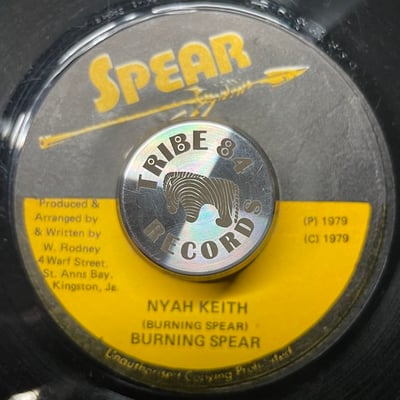 SPEAR
TRIBE 84
RECORDS
Produced &
Arranged by
& Written by
W. Rodney
4 Warf Street.
St. Anns Bay.
Kingston, Ja.
(P) 1979
(C) 1979
NYAH KEITH
(BURNING SPEAR)
BURNING SPEAR
Unauthorised Copying Prohibited